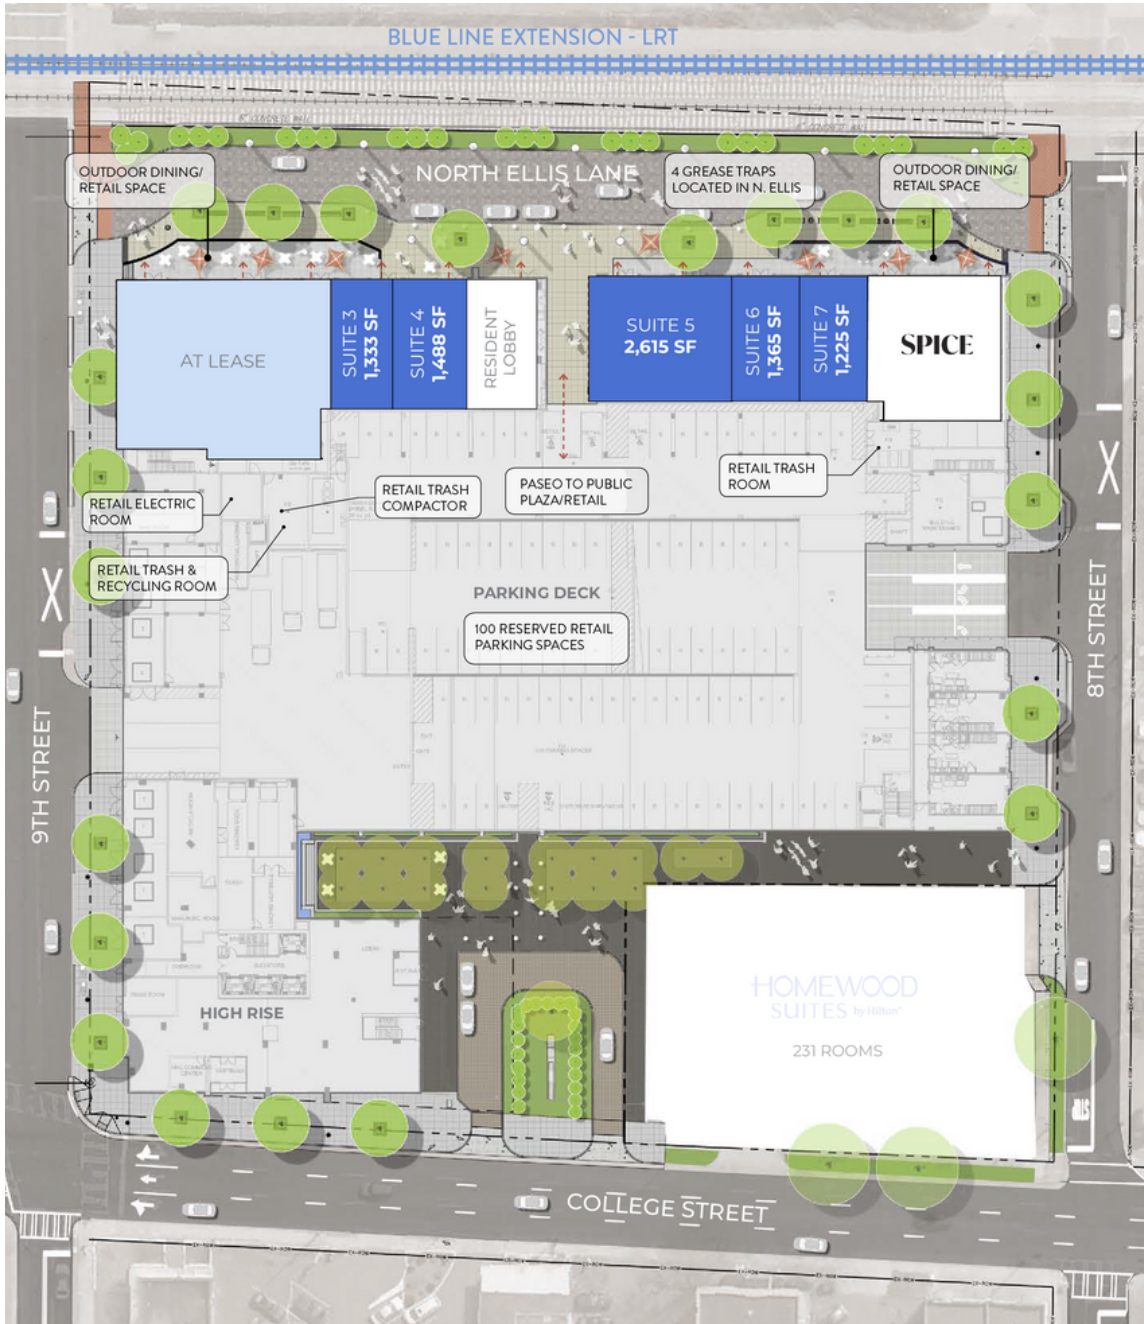 BLUE LINE EXTENSION - LRT
OUTDOOR DINING/
RETAIL SPACE
NORTH ELLIS LANE
4 GREASE TRAPS
LOCATED IN N. ELLIS
OUTDOOR DINING/
RETAIL SPACE
AT LEASE
SUITE 3
1,333 SF
SUITE 4
1,488 SF
RESIDENT
LOBBY
SUITE 5
2,615 SF
SUITE 6
1,365 SF
SUITE 7
1,225 SF
SPICE
RETAIL ELECTRIC
ROOM
RETAIL TRASH
COMPACTOR
PASEO TO PUBLIC
PLAZA/RETAIL
RETAIL TRASH
ROOM
RETAIL TRASH &
RECYCLING ROOM
PARKING DECK
100 RESERVED RETAIL
PARKING SPACES
9TH STREET
8TH STREET
HIGH RISE
HOMEWOOD
SUITES by Hilton
231 ROOMS
STOP
COLLEGE STREET